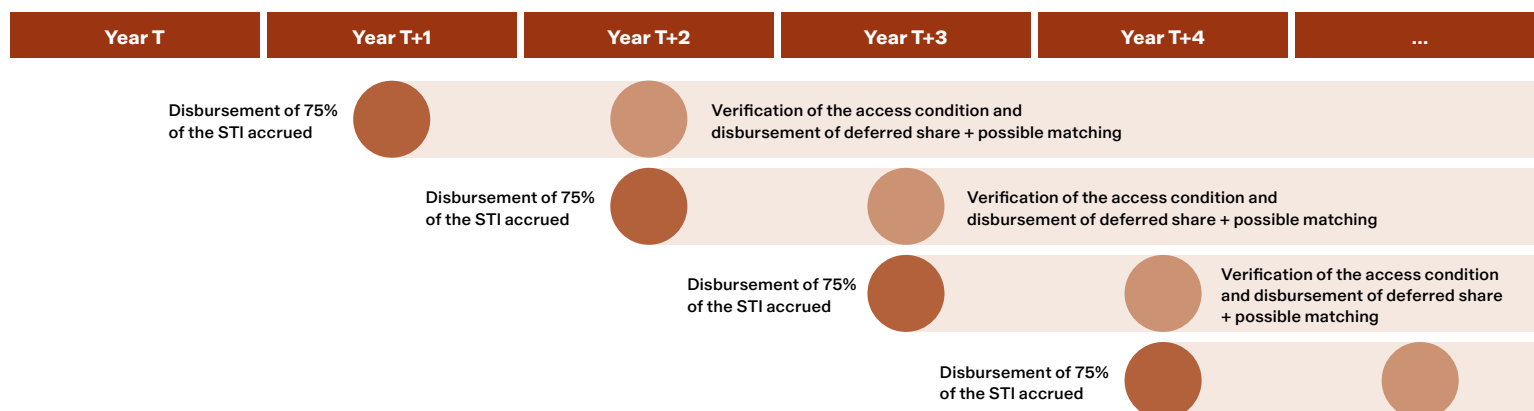 Year T
Year T+1
Year T+2
Year T+3
Year T+4
...
Disbursement of 75%
of the STI accrued
Verification of the access condition and
disbursement of deferred share + possible matching
Disbursement of 75%
of the STI accrued
Verification of the access condition and
disbursement of deferred share + possible matching
Disbursement of 75%
of the STI accrued
Verification of the access condition
and disbursement of deferred share
+ possible matching
Disbursement of 75%
of the STI accrued